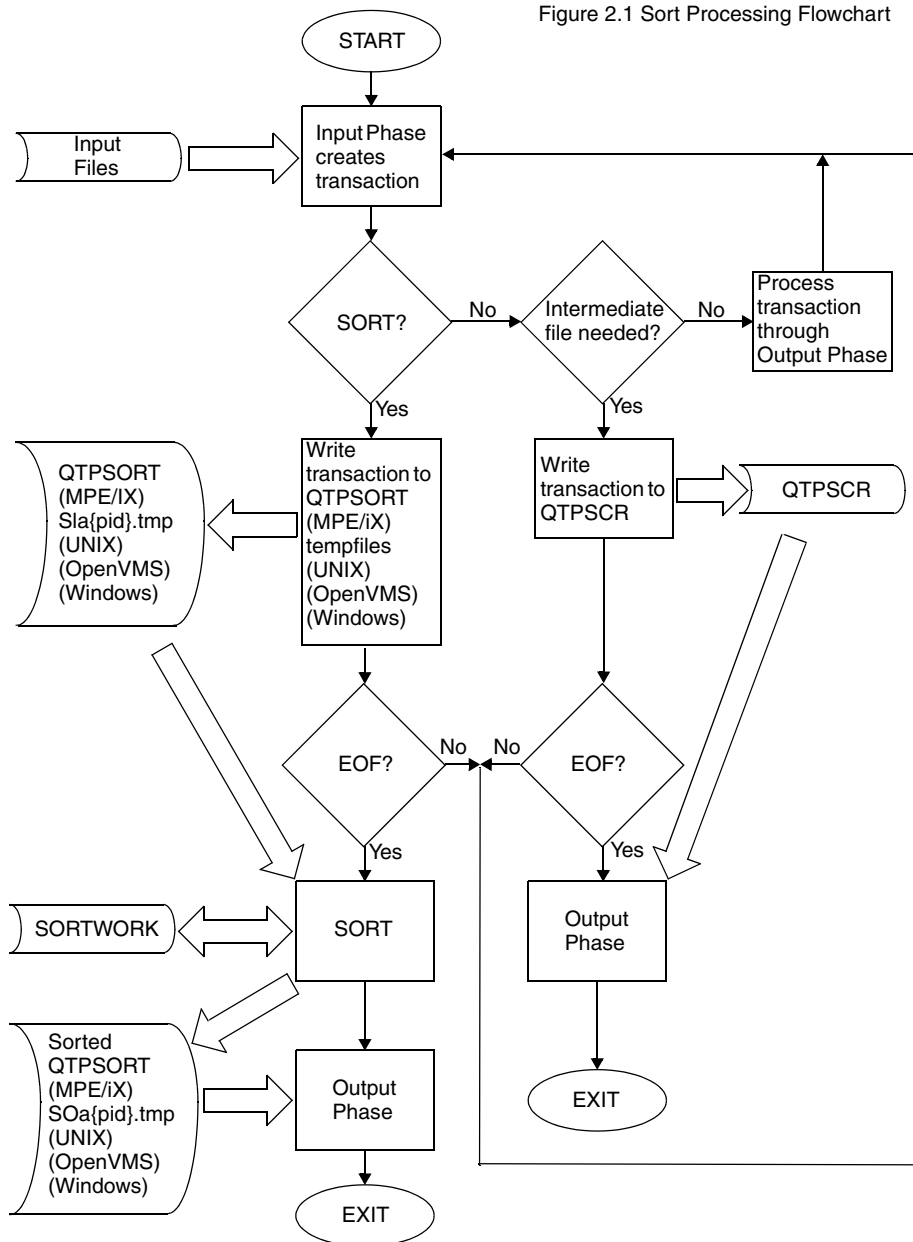 Figure 2.1 Sort Processing Flowchart
START
Input Files
Input Phase
creates
transaction
SORT?
No
Intermediate
file needed?
No
Process
transaction
through
Output Phase
Yes
Yes
QTPSORT
(MPE/IX)
Sla{pid}.tmp
(UNIX)
(OpenVMS)
(Windows)
Write
transaction to
QTPSORT
(MPE/iX)
tempfiles
(UNIX)
(OpenVMS)
(Windows)
Write
transaction to
QTPSCR
QTPSCR
EOF?
No
No
EOF?
Yes
Yes
SORTWORK
SORT
Output
Phase
Sorted
QTPSORT
(MPE/iX)
SOa{pid}.tmp
(UNIX)
(OpenVMS)
(Windows)
Output
Phase
EXIT
EXIT